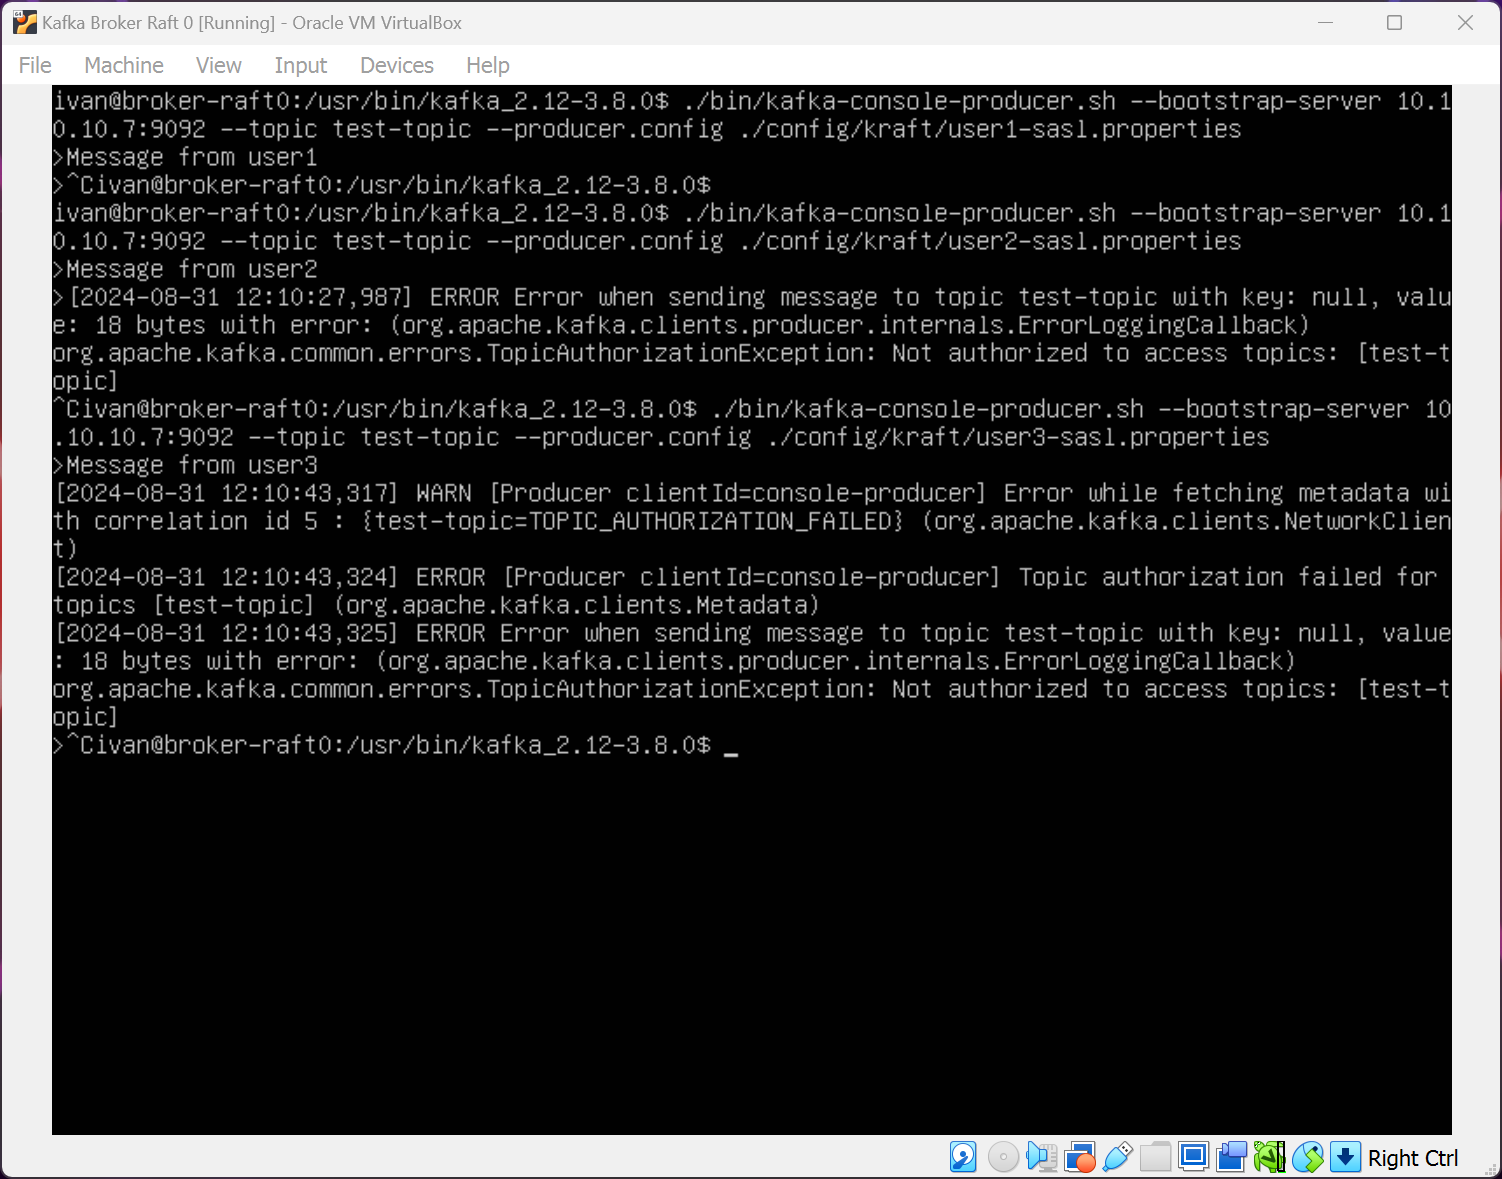 Kafka Broker Raft 0 [Running] - Oracle VM VirtualBox
File Machine View Input Devices Help
ivan@broker-raft0:/usr/bin/kafka_2.12-3.8.0$ ./bin/kafka-console-producer.sh --bootstrap-server 10.1
0.10.7:9092 --topic test-topic --producer.config ./config/kraft/user1-sasl.properties
>Message from user1
>^Civan@broker-raft0:/usr/bin/kafka_2.12-3.8.0$
ivan@broker-raft0:/usr/bin/kafka_2.12-3.8.0$ ./bin/kafka-console-producer.sh --bootstrap-server 10.1
0.10.7:9092 --topic test-topic --producer.config ./config/kraft/user2-sasl.properties
>Message from user2
>[2024-08-31 12:10:27,987] ERROR Error when sending message to topic test-topic with key: null, valu
e: 18 bytes with error: (org.apache.kafka.clients.producer.internals.ErrorLoggingCallback)
org.apache.kafka.common.errors.TopicAuthorizationException: Not authorized to access topics: [test-t
opic]
^Civan@broker-raft0:/usr/bin/kafka_2.12-3.8.0$ ./bin/kafka-console-producer.sh --bootstrap-server 10
.10.10.7:9092 --topic test-topic --producer.config ./config/kraft/user3-sasl.properties
>Message from user3
[2024-08-31 12:10:43,317] WARN [Producer clientId=console-producer] Error while fetching metadata wi
th correlation id 5 : {test-topic=TOPIC_AUTHORIZATION_FAILED} (org.apache.kafka.clients.NetworkClien
t)
[2024-08-31 12:10:43,324] ERROR [Producer clientId=console-producer] Topic authorization failed for
topics [test-topic] (org.apache.kafka.clients.Metadata)
[2024-08-31 12:10:43,325] ERROR Error when sending message to topic test-topic with key: null, value
: 18 bytes with error: (org.apache.kafka.clients.producer.internals.ErrorLoggingCallback)
org.apache.kafka.common.errors.TopicAuthorizationException: Not authorized to access topics: [test-t
opic]
>^Civan@broker-raft0:/usr/bin/kafka_2.12-3.8.0$ _
Right Ctrl